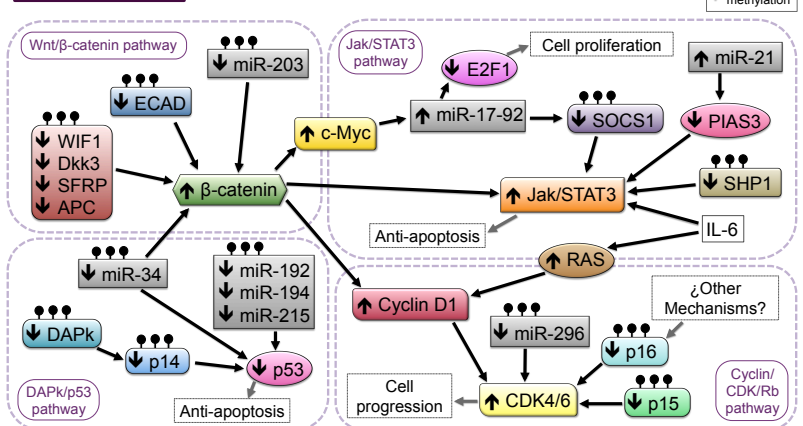 methylation
Wnt/β-catenin pathway
miR-203
Jak/STAT3
pathway
E2F1
Cell proliferation
miR-21
ECAD
WIF1
Dkk3
SFRP
APC
c-Myc
miR-17-92
SOCS1
PIAS3
β-catenin
Jak/STAT3
SHP1
Anti-apoptosis
IL-6
miR-34
miR-192
miR-194
miR-215
RAS
Cyclin D1
¿Other
Mechanisms?
miR-296
DAPk
p14
p53
p16
DAPk/p53
pathway
Anti-apoptosis
Cell
progression
CDK4/6
p15
Cyclin/
CDK/Rb
pathway